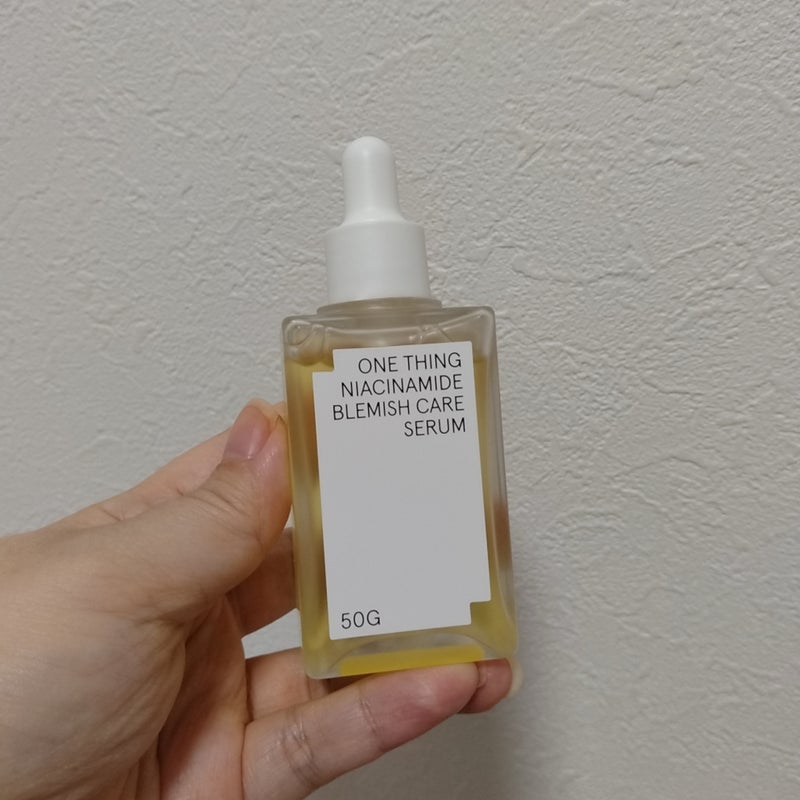 ONE THING
NIACINAMIDE
BLEMISH CARE
SERUM
50G